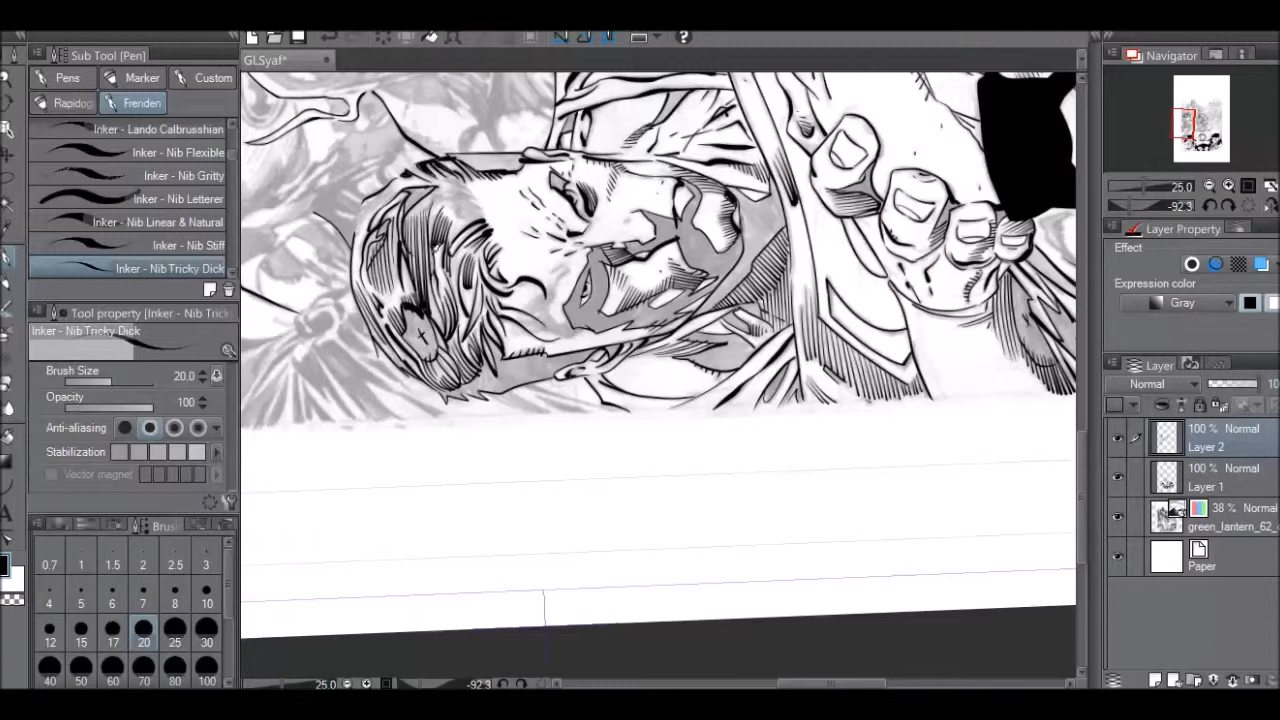 Sub Tool [Pen]
Pens
Marker
Custom
Rapidog
Frenden
Inker - Lando Calbrusshian
Inker - Nib Flexible
Inker - Nib Gritty
Inker - Nib Letterer
Inker - Nib Linear & Natural
Inker - Nib Stiff
Inker - Nib Tricky Dick
Tool property [Inker - Nib Trick
Inker - Nib Tricky Dick
Brush Size 20.0
Opacity 100
Anti-aliasing
Stabilization
Vector magnet
Brus
0.7 1 1.5 2 2.5 3
4 5 6 7 8 10
12 15 17 20 25 30
40 50 60 70 80 100
GLSyaf*
25.0
-92.3
Navigator
25.0
-92.3
Layer Property
Effect
Expression color
Gray
Layer
Normal
10
100 % Normal
Layer 2
100 % Normal
Layer 1
38 % Normal
green_lantern_62_
Paper